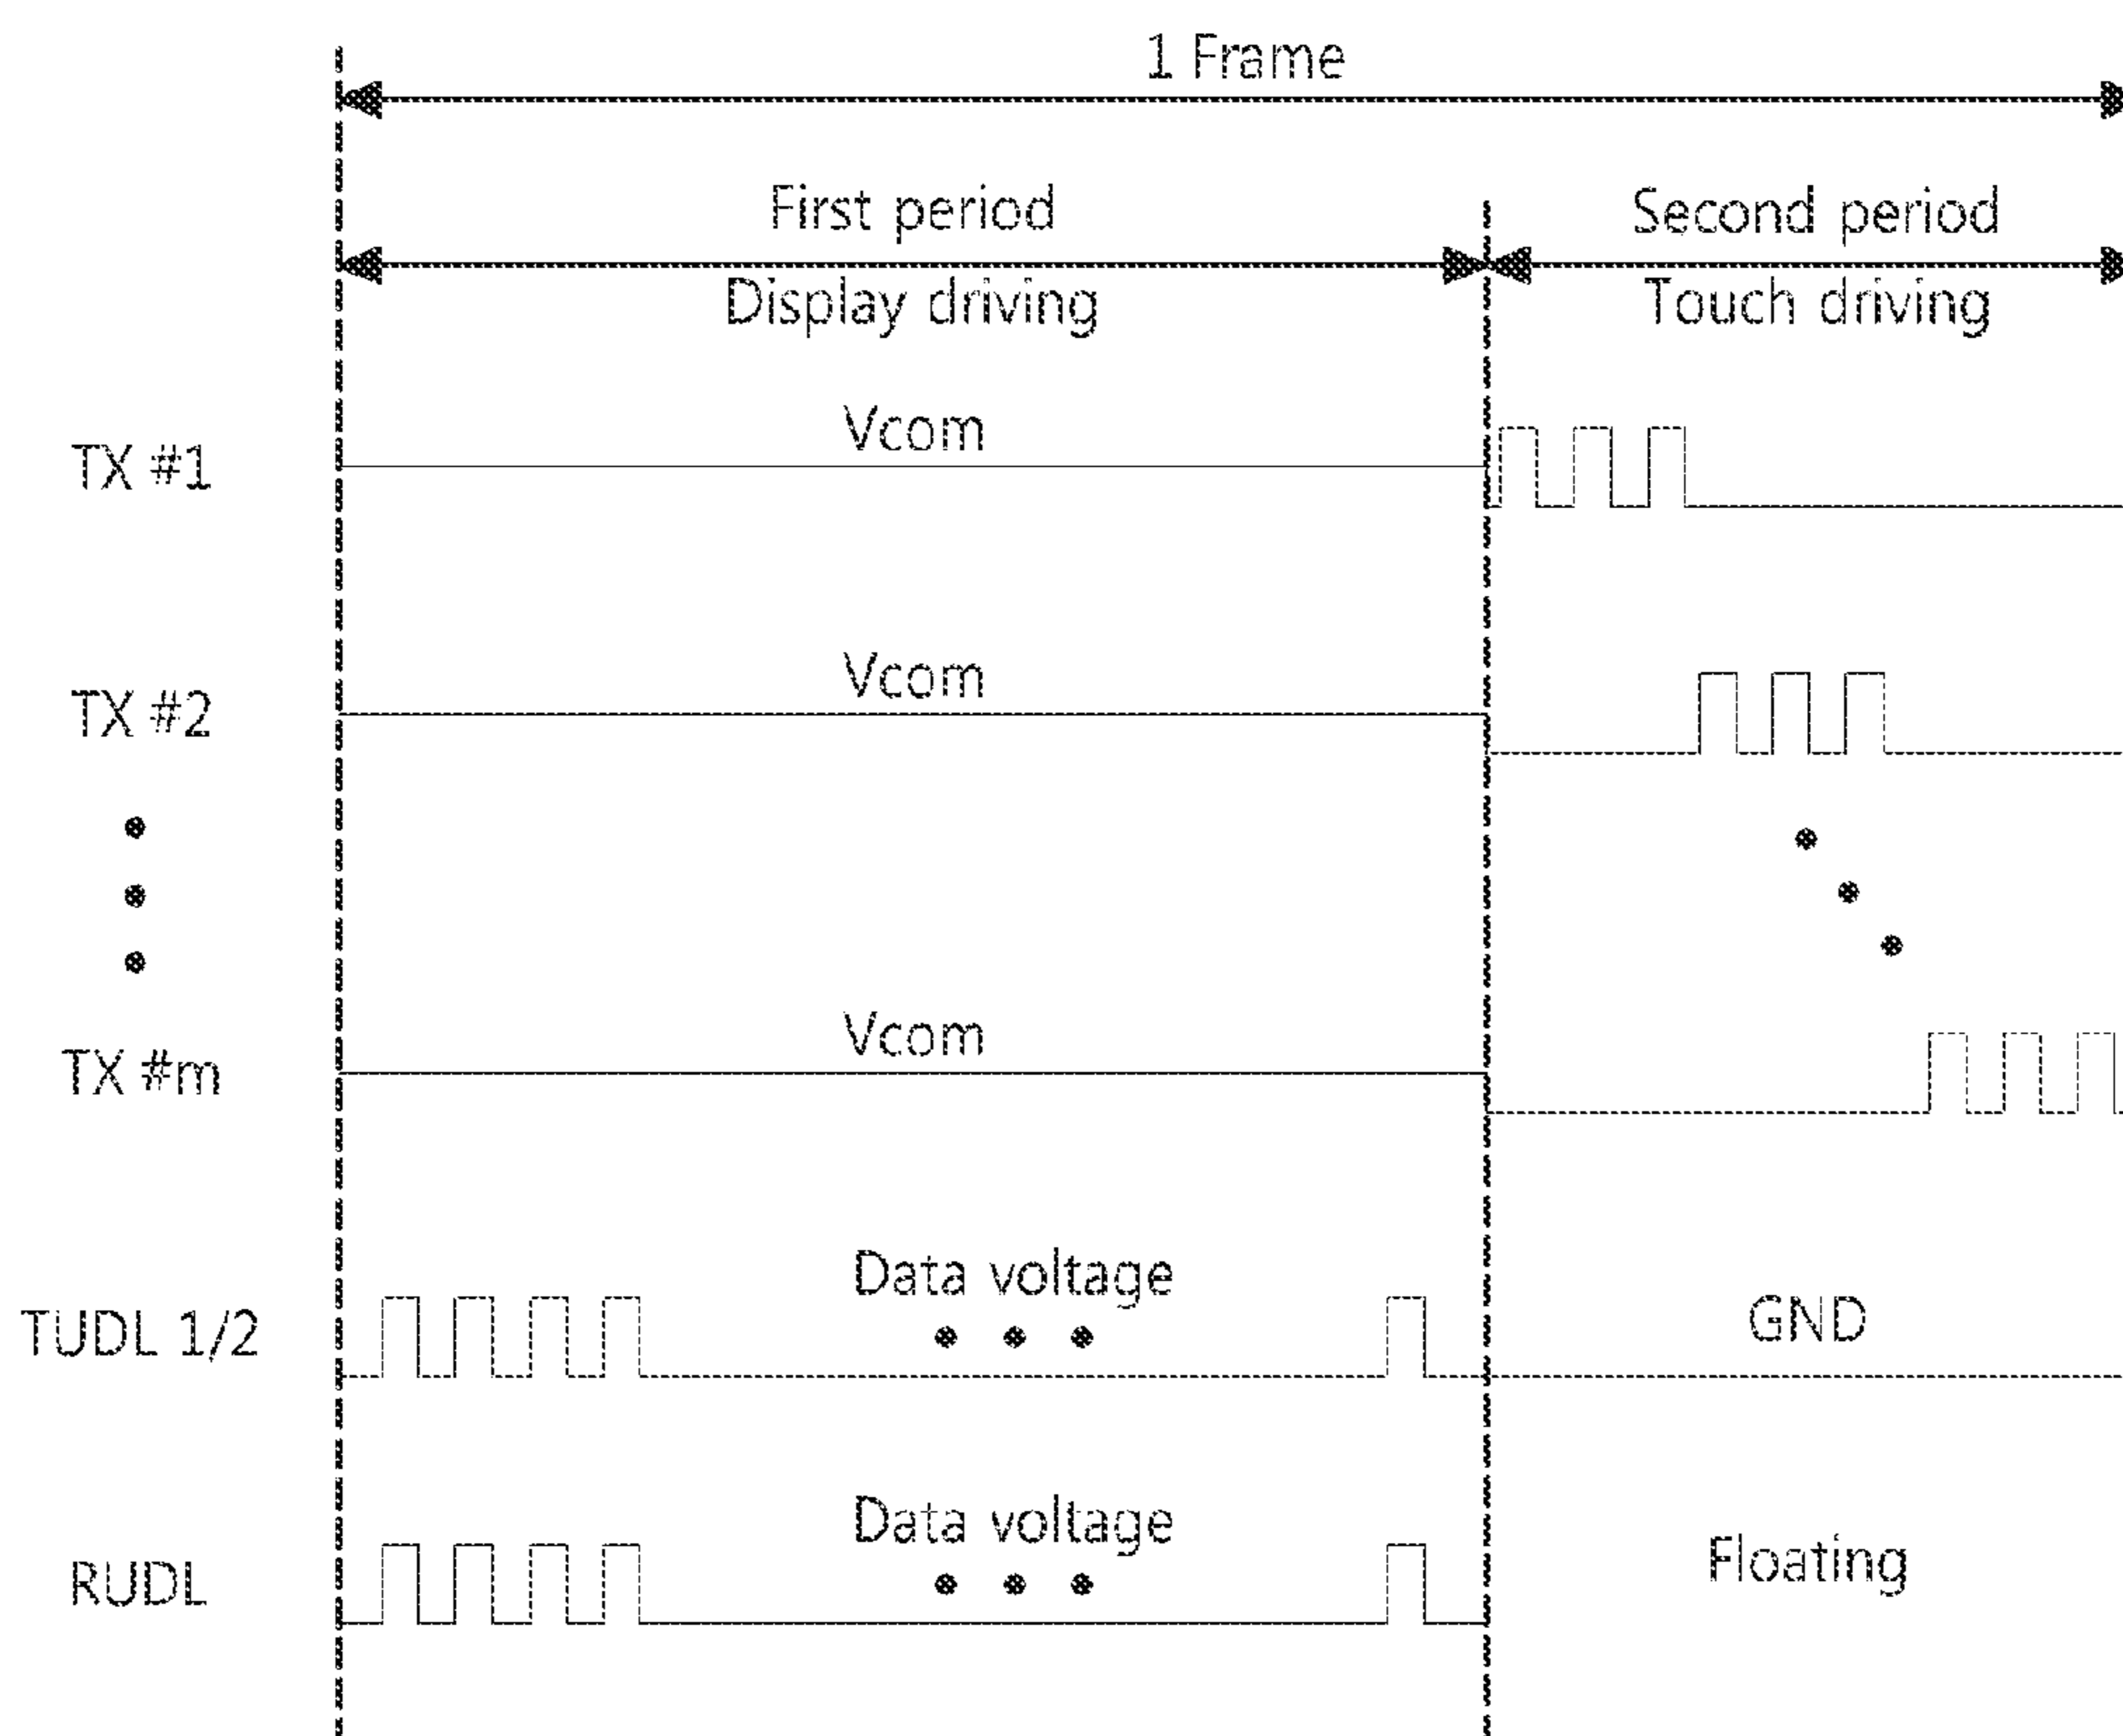 1 Frame
First period
Second period
Display driving
Touch driving
Vcom
TX #1
Vcom
TX #2
Vcom
TX #m
Data voltage
TUDL 1/2
GND
Data voltage
RUDL
Floating